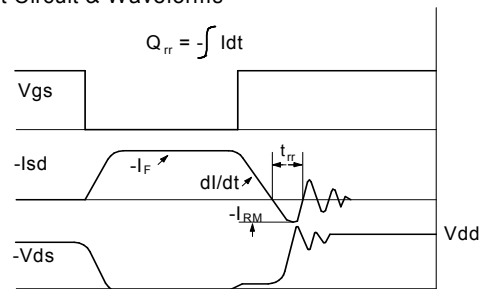 t Circuit & Waveforms
Q rr = -∫ Idt
Vgs
t rr
-Isd
-I F
dI/dt
-I RM
Vdd
-Vds